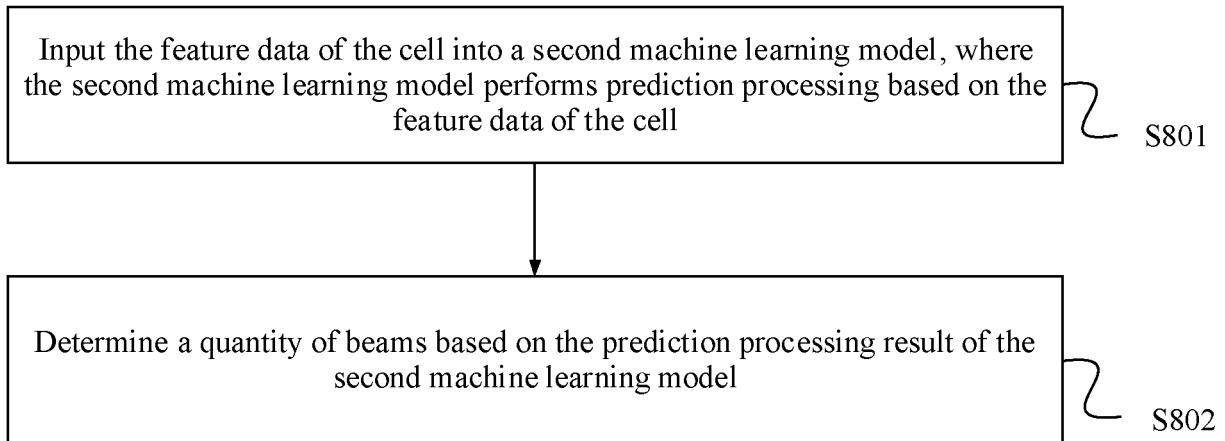 Input the feature data of the cell into a second machine learning model, where
the second machine learning model performs prediction processing based on the
feature data of the cell
S801
Determine a quantity of beams based on the prediction processing result of the
second machine learning model
S802